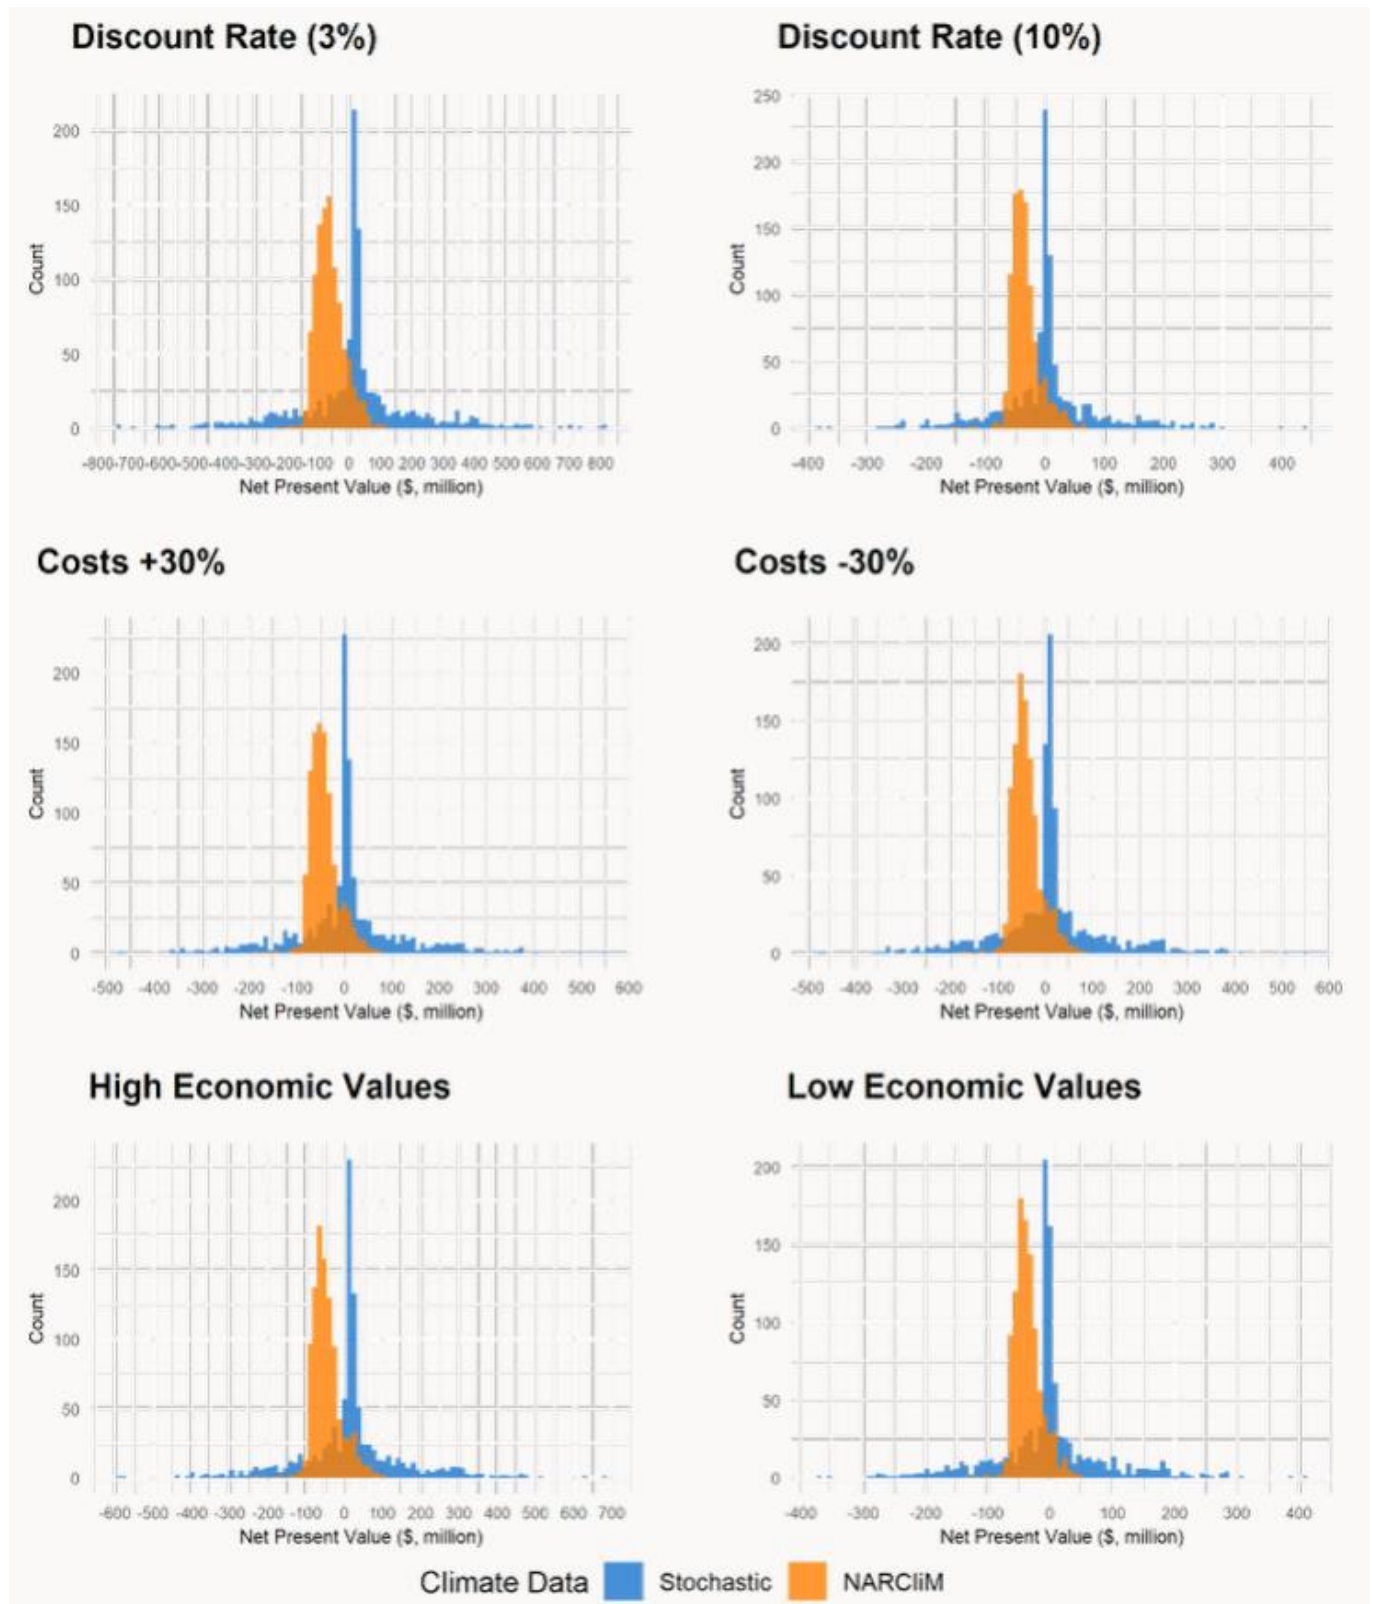 Discount Rate (3%)
Discount Rate (10%)
200
150
100
50
0
Count
-800-700-600-500-400-300-200-100 0 100 200 300 400 500 600 700 800
Net Present Value ($, million)
250
200
150
100
50
0
Count
-400 -300 -200 -100 0 100 200 300 400
Net Present Value ($, million)
Costs +30%
Costs -30%
200
150
100
50
0
Count
-500 -400 -300 -200 -100 0 100 200 300 400 500 600
Net Present Value ($, million)
200
150
100
50
0
Count
-500 -400 -300 -200 -100 0 100 200 300 400 500 600
Net Present Value ($, million)
High Economic Values
Low Economic Values
200
150
100
50
0
Count
-600 -500 -400 -300 -200 -100 0 100 200 300 400 500 600 700
Net Present Value ($, million)
200
150
100
50
0
Count
-400 -300 -200 -100 0 100 200 300 400
Net Present Value ($, million)
Climate Data Stochastic NARCliM